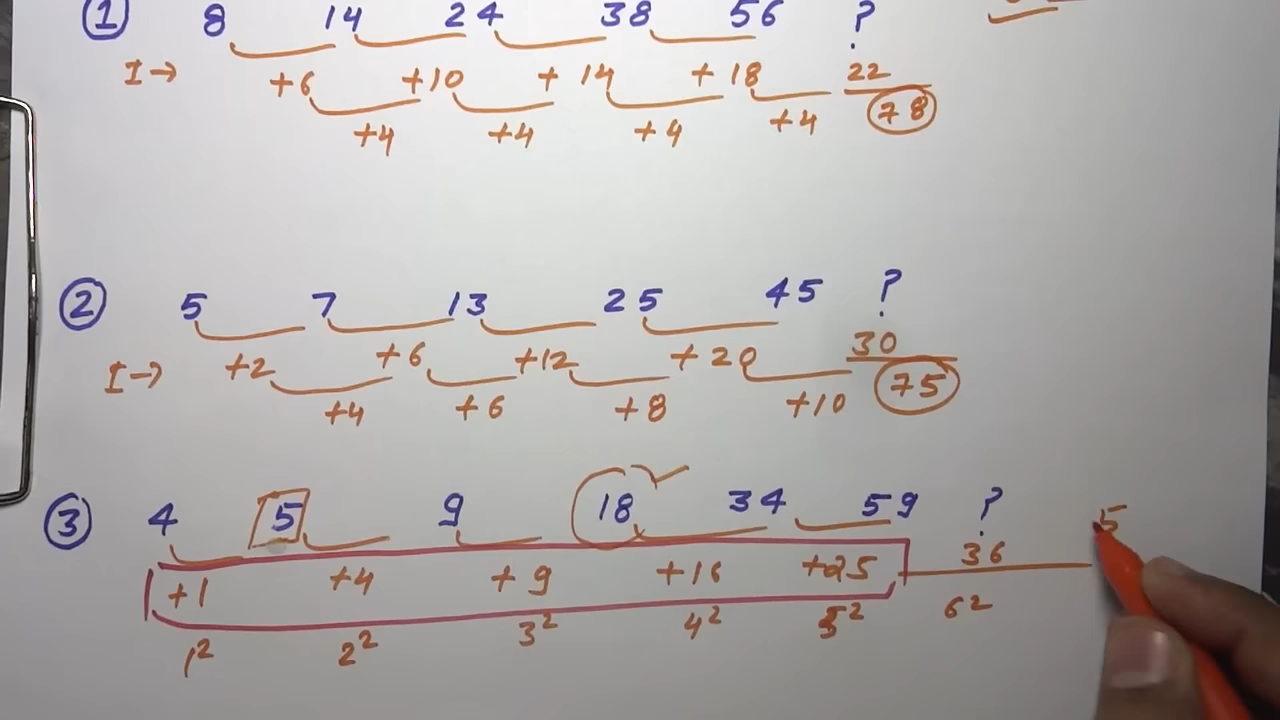 ① 8 14 24 38 56 ?
I→ +6 +10 +14 +18 22
+4 +4 +4 +4 78
② 5 7 13 25 45 ?
I→ +2 +6 +12 +20 30
+4 +6 +8 +10 75
③ 4 5 9 18 34 59 ? 5
+1 +4 +9 +16 +25 36
1² 2² 3² 4² 5² 6²